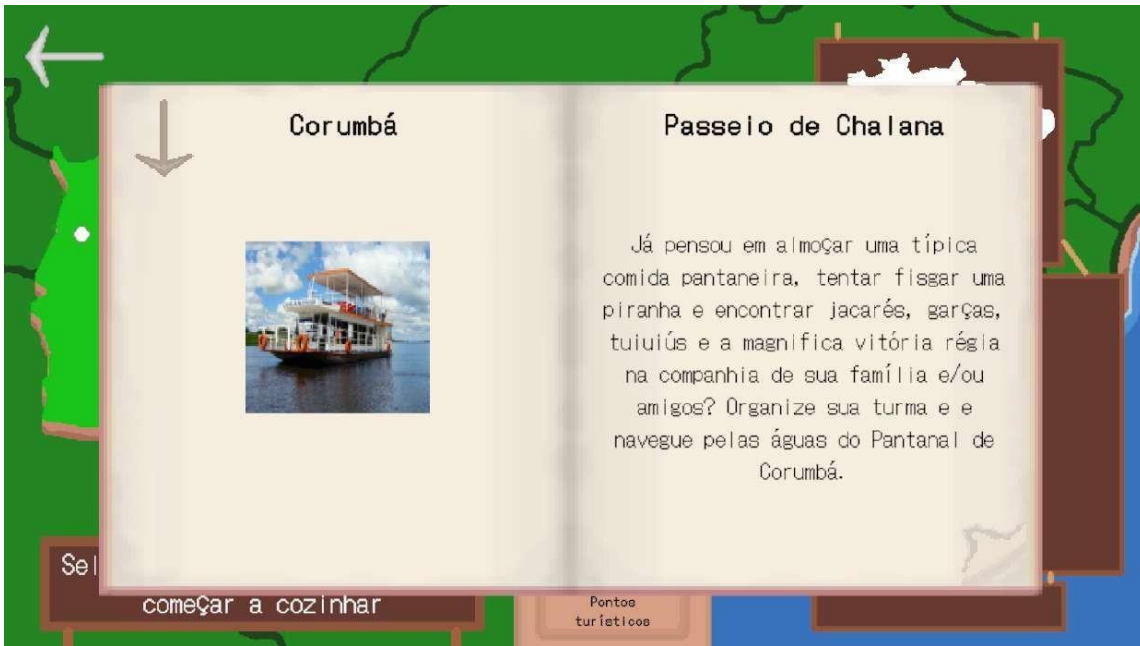 Corumbá
Passeio de Chalana
Já pensou em almoÇar uma típica
comida pantaneira, tentar fisgar uma
piranha e encontrar jacarés, garÇas,
tuiuiús e a magnifica vitória régia
na companhia de sua família e/ou
amigos? Organize sua turma e e
navegue pelas águas do Pantanal de
Corumbá.
Sel
comeÇar a cozinhar
Pontos
turísticos